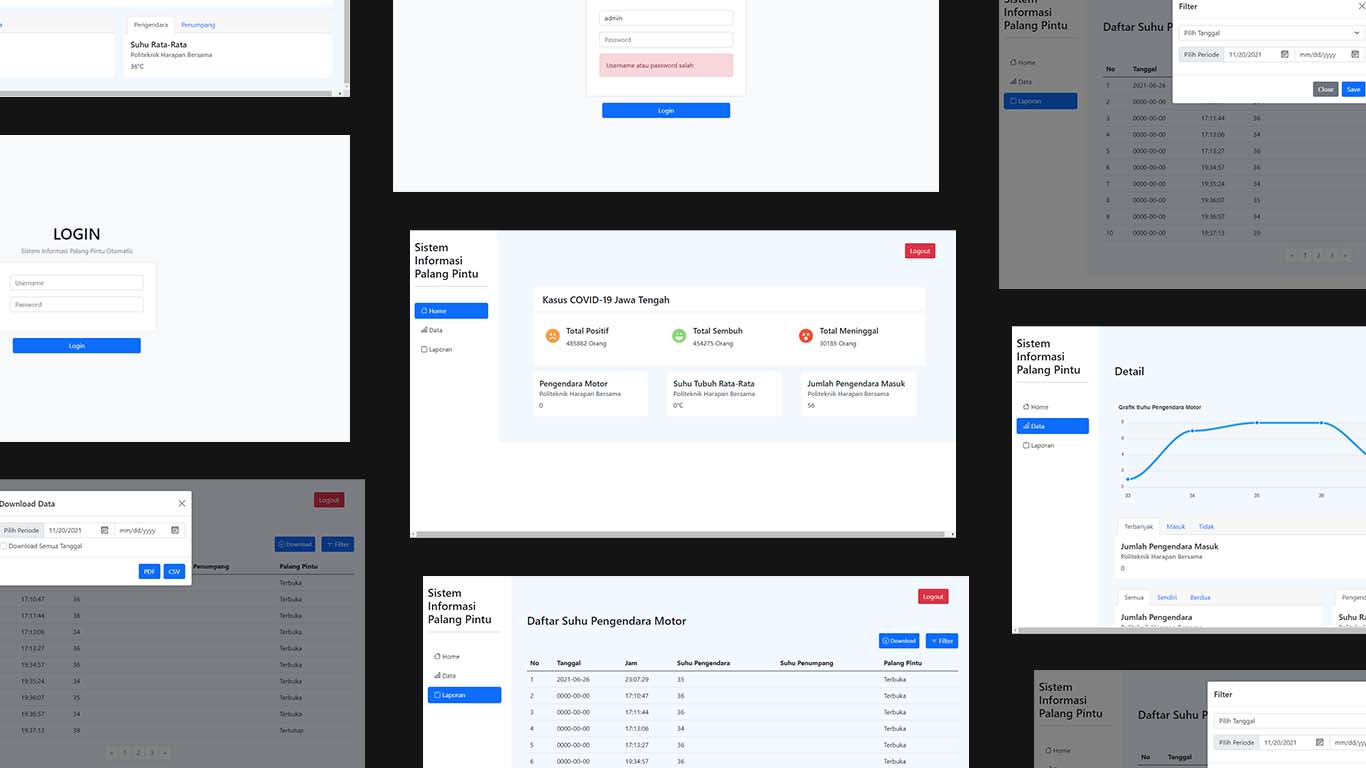 Pengendara Penumpang
Suhu Rata-Rata
Politeknik Harapan Bersama
36°C
LOGIN
Sistem Informasi Palang Pintu Otomatis
Username
Password
Login
Download Data
Pilih Periode 11/20/2021 mm/dd/yyyy
Download Semua Tanggal
PDF CSV
Logout
Download Filter
Penumpang Palang Pintu
Terbuka
17:10:47 36 Terbuka
17:11:44 36 Terbuka
17:13:06 34 Terbuka
17:13:27 36 Terbuka
19:34:57 36 Terbuka
19:35:24 34 Terbuka
19:36:07 35 Terbuka
19:36:57 34 Terbuka
19:37:13 39 Tertutup
« 1 2 3 »
admin
Password
Username atau password salah
Login
Sistem
Informasi
Palang Pintu
Home
Data
Laporan
Logout
Kasus COVID-19 Jawa Tengah
Total Positif
485882 Orang
Total Sembuh
454275 Orang
Total Meninggal
30185 Orang
Pengendara Motor
Politeknik Harapan Bersama
0
Suhu Tubuh Rata-Rata
Politeknik Harapan Bersama
0°C
Jumlah Pengendara Masuk
Politeknik Harapan Bersama
56
Sistem
Informasi
Palang Pintu
Home
Data
Laporan
Logout
Daftar Suhu Pengendara Motor
Download Filter
No Tanggal Jam Suhu Pengendara Suhu Penumpang Palang Pintu
1 2021-06-26 23:07:29 35 Terbuka
2 0000-00-00 17:10:47 36 Terbuka
3 0000-00-00 17:11:44 36 Terbuka
4 0000-00-00 17:13:06 34 Terbuka
5 0000-00-00 17:13:27 36 Terbuka
6 0000-00-00 19:34:57 36 Terbuka
Sistem
Informasi
Palang Pintu
Home
Data
Laporan
Daftar Suhu P
Filter
Pilih Tanggal
Pilih Periode 11/20/2021 mm/dd/yyyy
Close Save
No Tanggal
1 2021-06-26
2 0000-00-00
3 0000-00-00 17:11:44 36
4 0000-00-00 17:13:06 34
5 0000-00-00 17:13:27 36
6 0000-00-00 19:34:57 36
7 0000-00-00 19:35:24 34
8 0000-00-00 19:36:07 35
9 0000-00-00 19:36:57 34
10 0000-00-00 19:37:13 39
« 1 2 3 »
Sistem
Informasi
Palang Pintu
Home
Data
Laporan
Detail
Grafik Suhu Pengendara Motor
8
6
4
2
0
33 34 35 36
Terbanyak Masuk Tidak
Jumlah Pengendara Masuk
Politeknik Harapan Bersama
0
Semua Sendiri Berdua
Jumlah Pengendara
Pengend
Suhu Ra
Sistem
Informasi
Palang Pintu
Home
Daftar Suhu P
No Tanggal
Filter
Pilih Tanggal
Pilih Periode 11/20/2021 mm/dd/yyy